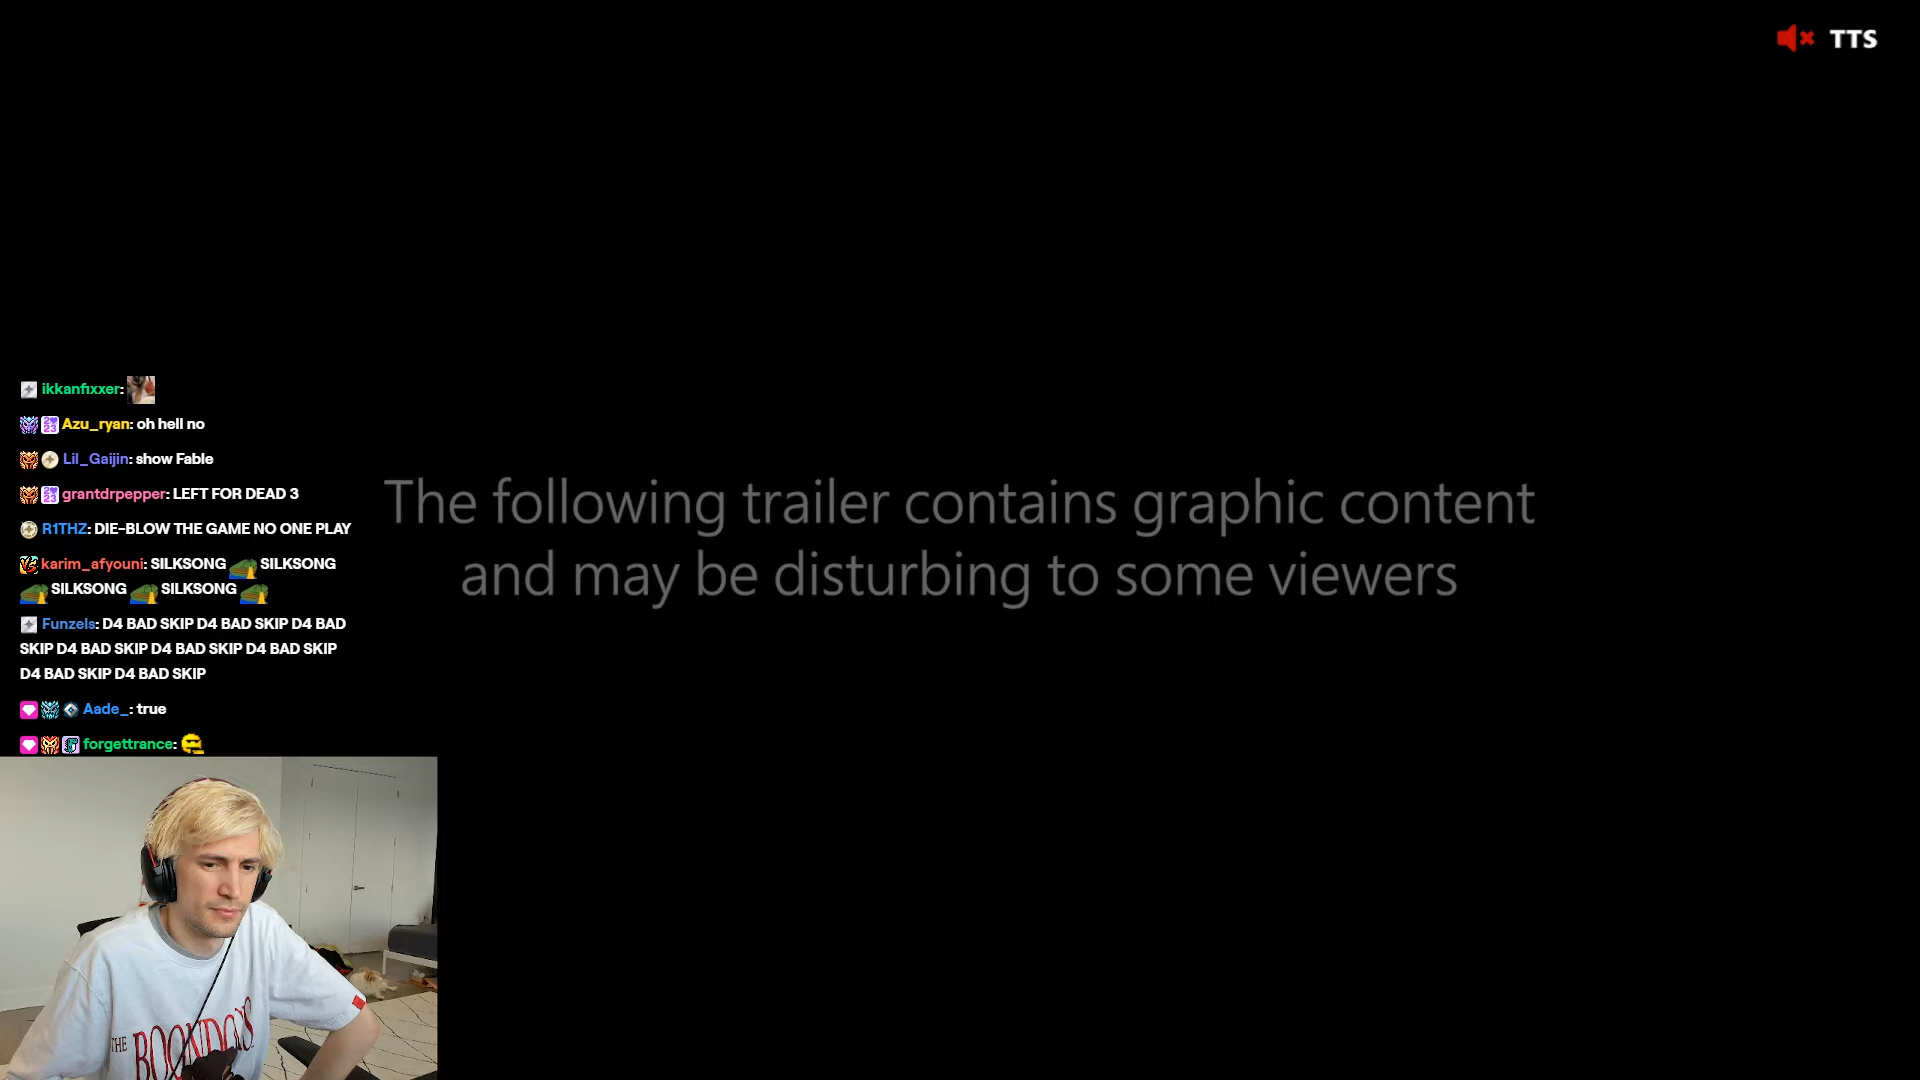 TTS
ikkanfixxer:
Azu_ryan: oh hell no
Lil_Gaijin: show Fable
grantdrpepper: LEFT FOR DEAD 3
R1THZ: DIE-BLOW THE GAME NO ONE PLAY
karim_afyouni: SILKSONG SILKSONG
SILKSONG SILKSONG
Funzels: D4 BAD SKIP D4 BAD SKIP D4 BAD
SKIP D4 BAD SKIP D4 BAD SKIP D4 BAD SKIP
D4 BAD SKIP D4 BAD SKIP
Aade_: true
forgettrance:
The following trailer contains graphic content
and may be disturbing to some viewers
THE BOONDOCKS